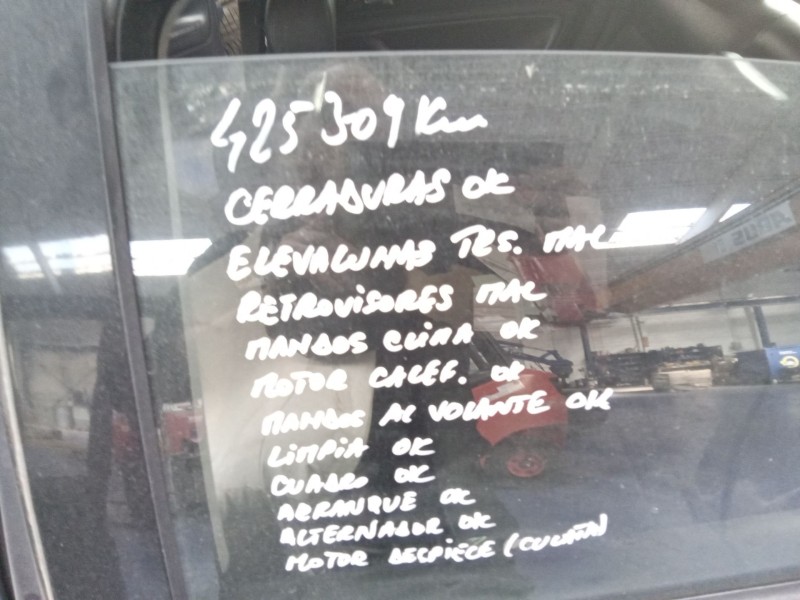 425309 Km
CERRADURAS OK
ELEVALUNAS TRS. MAL
RETROVISORES MAL
MANDOS CLIMA OK
MOTOR CALEF. OK
MANDOS AL VOLANTE OK
LIMPIA OK
CUADRO OK
ARRANQUE OK
ALTERNADOR OK
MOTOR DESPIECE (CULATA)